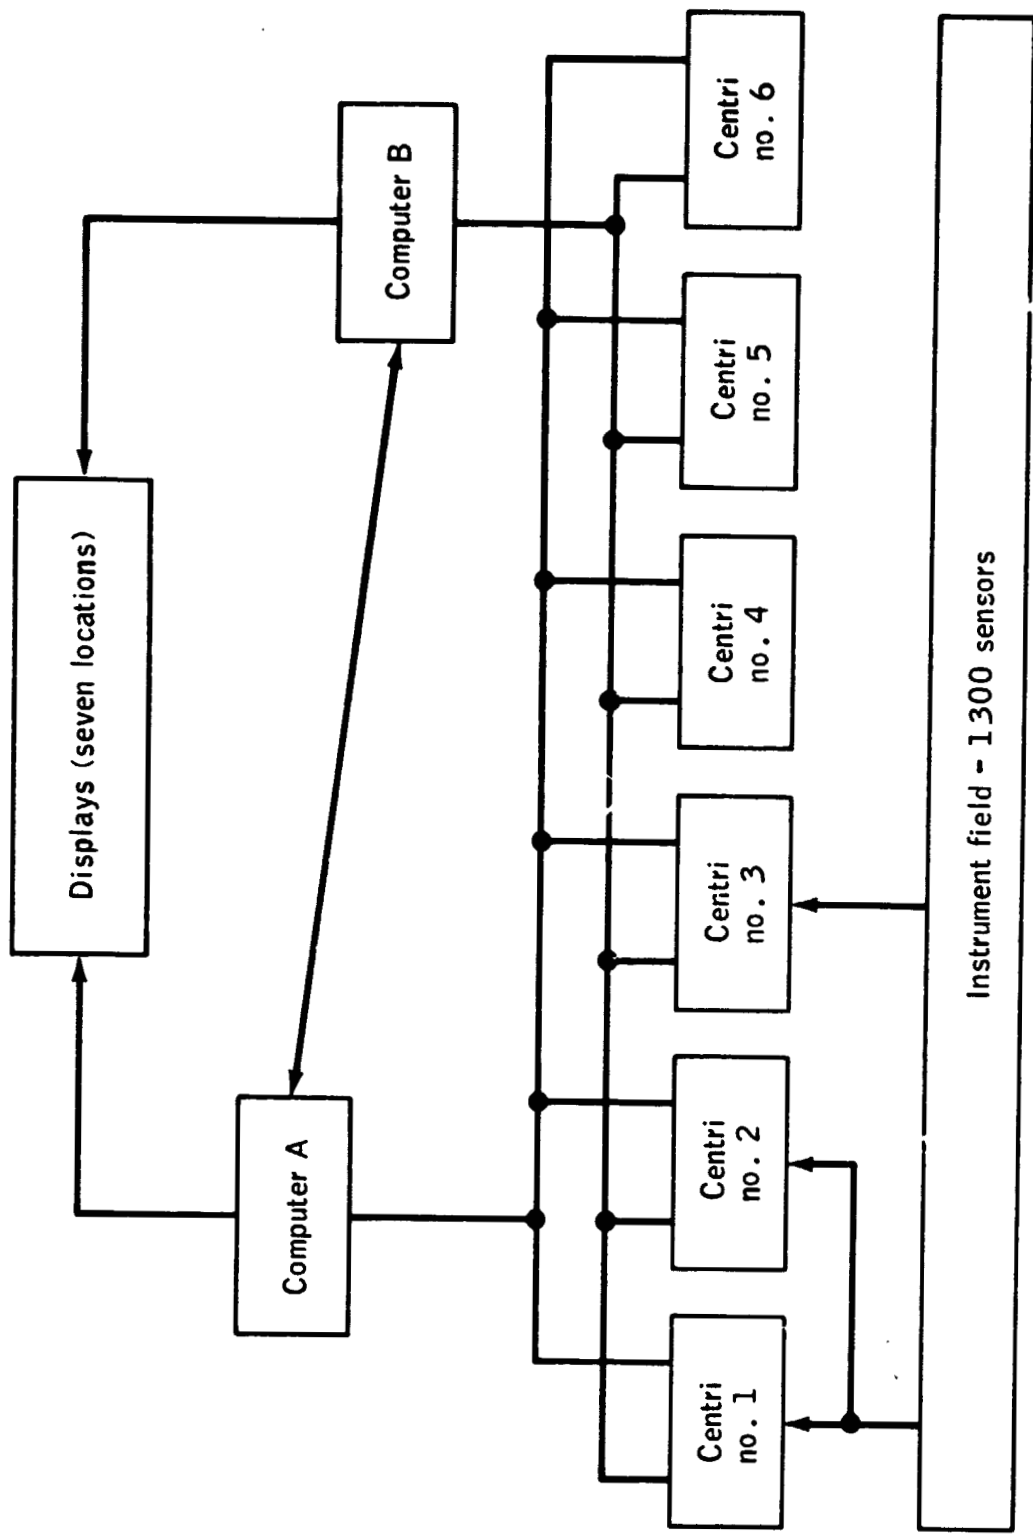 Displays (seven locations)
Computer A
Computer B
Centri
no. 1
Centri
no. 2
Centri
no. 3
Centri
no. 4
Centri
no. 5
Centri
no. 6
Instrument field - 1300 sensors